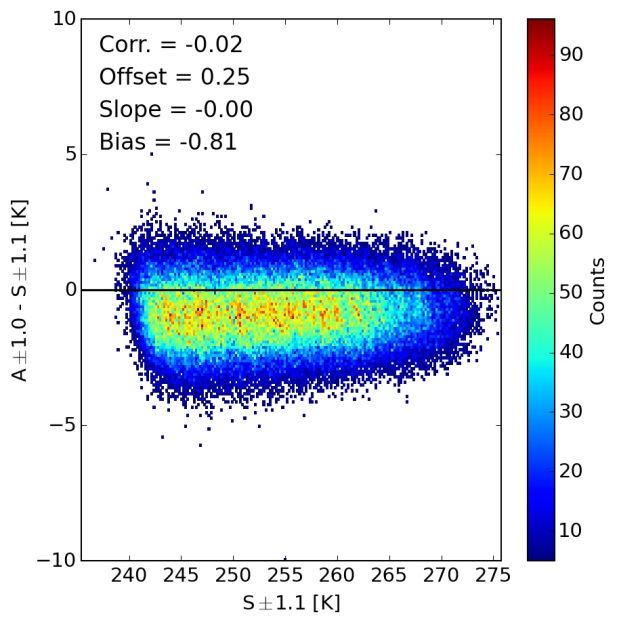 Corr. = -0.02
Offset = 0.25
Slope = -0.00
Bias = -0.81
10
5
0
−5
−10
A ±1.0 - S ±1.1 [K]
240 245 250 255 260 265 270 275
S ±1.1 [K]
90
80
70
60
50
40
30
20
10
Counts